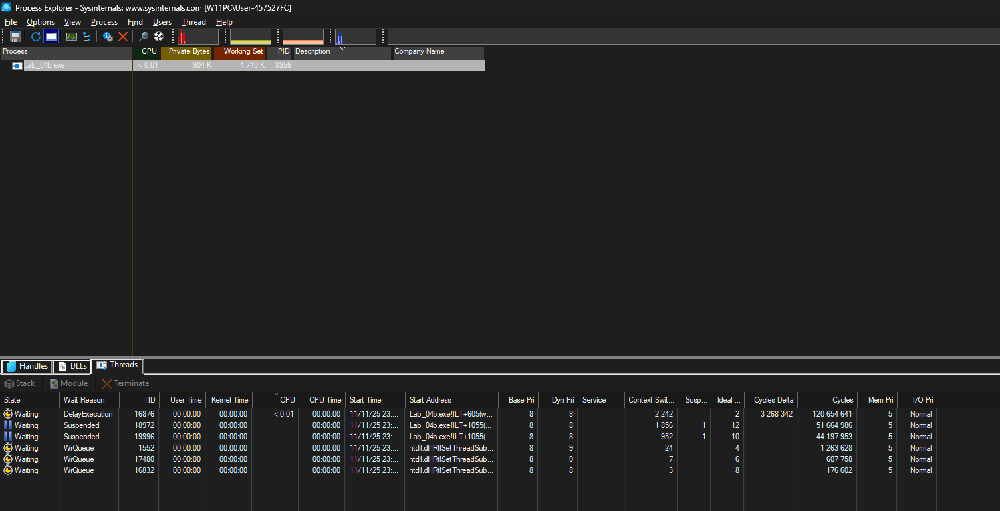 Process Explorer - Sysinternals: www.sysinternals.com [W11PC\User-457527FC]
File Options View Process Find Users Thread Help
Process CPU Private Bytes Working Set PID Description Company Name
Lab_04b.exe < 0.01 904 K 4 740 K 8956
Handles DLLs Threads
Stack Module Terminate
State Wait Reason TID User Time Kernel Time CPU CPU Time Start Time Start Address Base Pri Dyn Pri Service Context Swit... Susp... Ideal ... Cycles Delta Cycles Mem Pri I/O Pri
Waiting DelayExecution 16876 00:00:00 00:00:00 < 0.01 00:00:00 11/11/25 23:... Lab_04b.exe!ILT+605(w... 8 8 2 242 2 3 268 342 120 654 641 5 Normal
Waiting Suspended 18972 00:00:00 00:00:00 00:00:00 11/11/25 23:... Lab_04b.exe!ILT+1055(... 8 8 1 856 1 12 51 664 986 5 Normal
Waiting Suspended 19996 00:00:00 00:00:00 00:00:00 11/11/25 23:... Lab_04b.exe!ILT+1055(... 8 8 952 1 10 44 197 953 5 Normal
Waiting WrQueue 1552 00:00:00 00:00:00 00:00:00 11/11/25 23:... ntdll.dll!RtlSetThreadSub... 8 9 24 4 1 263 628 5 Normal
Waiting WrQueue 17480 00:00:00 00:00:00 00:00:00 11/11/25 23:... ntdll.dll!RtlSetThreadSub... 8 9 7 6 607 758 5 Normal
Waiting WrQueue 16832 00:00:00 00:00:00 00:00:00 11/11/25 23:... ntdll.dll!RtlSetThreadSub... 8 8 3 8 176 602 5 Normal